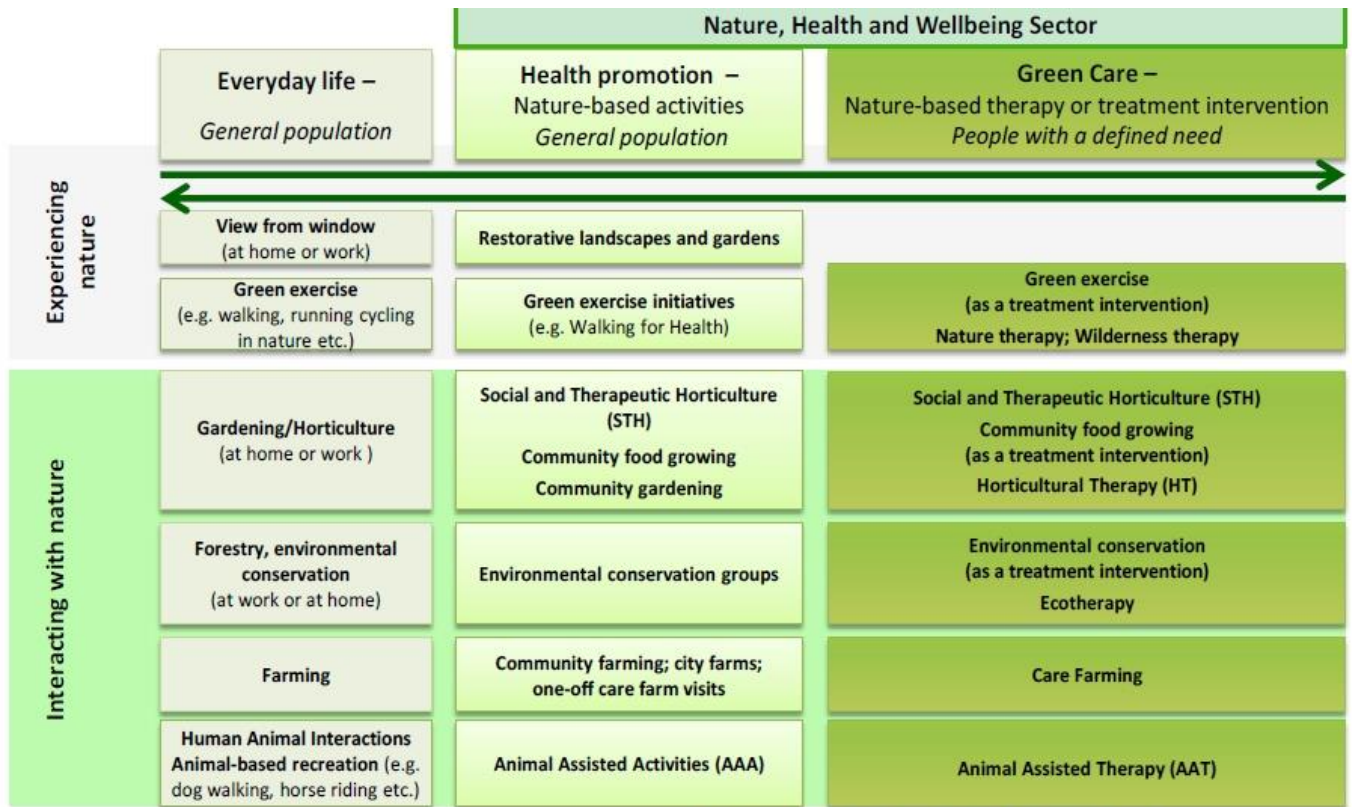 Nature, Health and Wellbeing Sector
Everyday life –
General population
Health promotion –
Nature-based activities
General population
Green Care –
Nature-based therapy or treatment intervention
People with a defined need
Experiencing
nature
View from window
(at home or work)
Restorative landscapes and gardens
Green exercise
(e.g. walking, running cycling
in nature etc.)
Green exercise initiatives
(e.g. Walking for Health)
Green exercise
(as a treatment intervention)
Nature therapy; Wilderness therapy
Interacting with nature
Gardening/Horticulture
(at home or work )
Social and Therapeutic Horticulture
(STH)
Community food growing
Community gardening
Social and Therapeutic Horticulture (STH)
Community food growing
(as a treatment intervention)
Horticultural Therapy (HT)
Forestry, environmental
conservation
(at work or at home)
Environmental conservation groups
Environmental conservation
(as a treatment intervention)
Ecotherapy
Farming
Community farming; city farms;
one-off care farm visits
Care Farming
Human Animal Interactions
Animal-based recreation (e.g.
dog walking, horse riding etc.)
Animal Assisted Activities (AAA)
Animal Assisted Therapy (AAT)